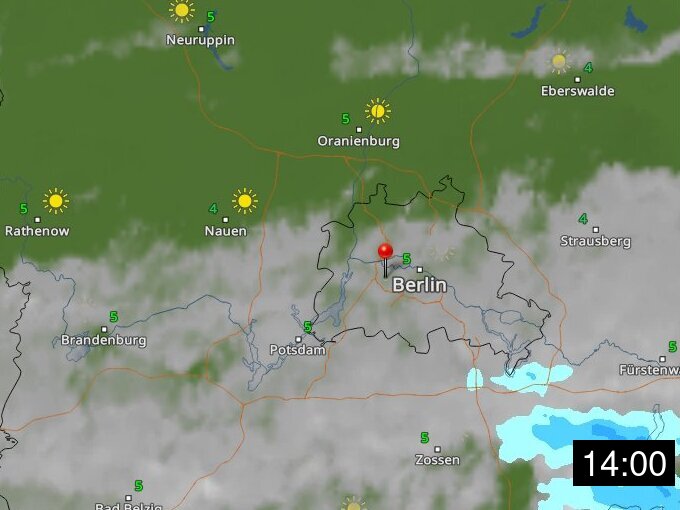 5
Neuruppin
4
Eberswalde
5
Oranienburg
5
Rathenow
4
Nauen
4
Strausberg
5
Berlin
5
Brandenburg
5
Potsdam
5
5
Zossen
14:00
5
Bad Belzig